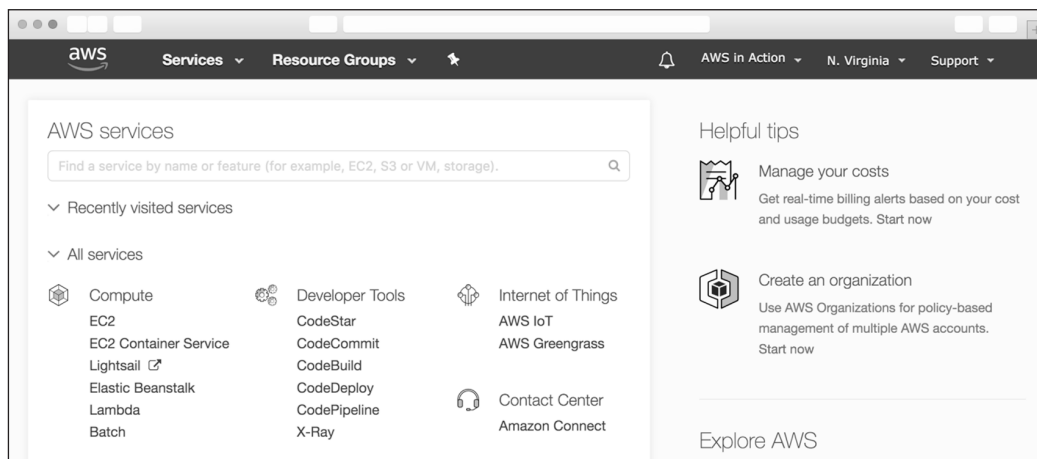 aws Services Resource Groups AWS in Action N. Virginia Support
AWS services
Find a service by name or feature (for example, EC2, S3 or VM, storage).
Recently visited services
All services
Compute
EC2
EC2 Container Service
Lightsail
Elastic Beanstalk
Lambda
Batch
Developer Tools
CodeStar
CodeCommit
CodeBuild
CodeDeploy
CodePipeline
X-Ray
Internet of Things
AWS IoT
AWS Greengrass
Contact Center
Amazon Connect
Helpful tips
Manage your costs
Get real-time billing alerts based on your cost
and usage budgets. Start now
Create an organization
Use AWS Organizations for policy-based
management of multiple AWS accounts.
Start now
Explore AWS